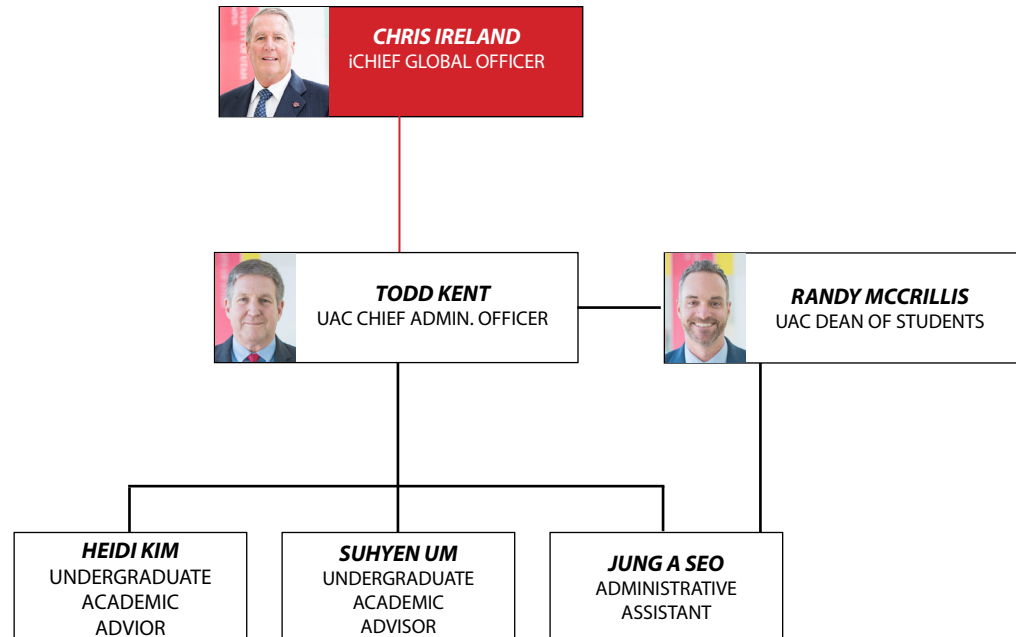 CHRIS IRELAND
iCHIEF GLOBAL OFFICER
TODD KENT
UAC CHIEF ADMIN. OFFICER
RANDY MCCRILLIS
UAC DEAN OF STUDENTS
HEIDI KIM
UNDERGRADUATE
ACADEMIC
ADVIOR
SUHYEN UM
UNDERGRADUATE
ACADEMIC
ADVISOR
JUNG A SEO
ADMINISTRATIVE
ASSISTANT